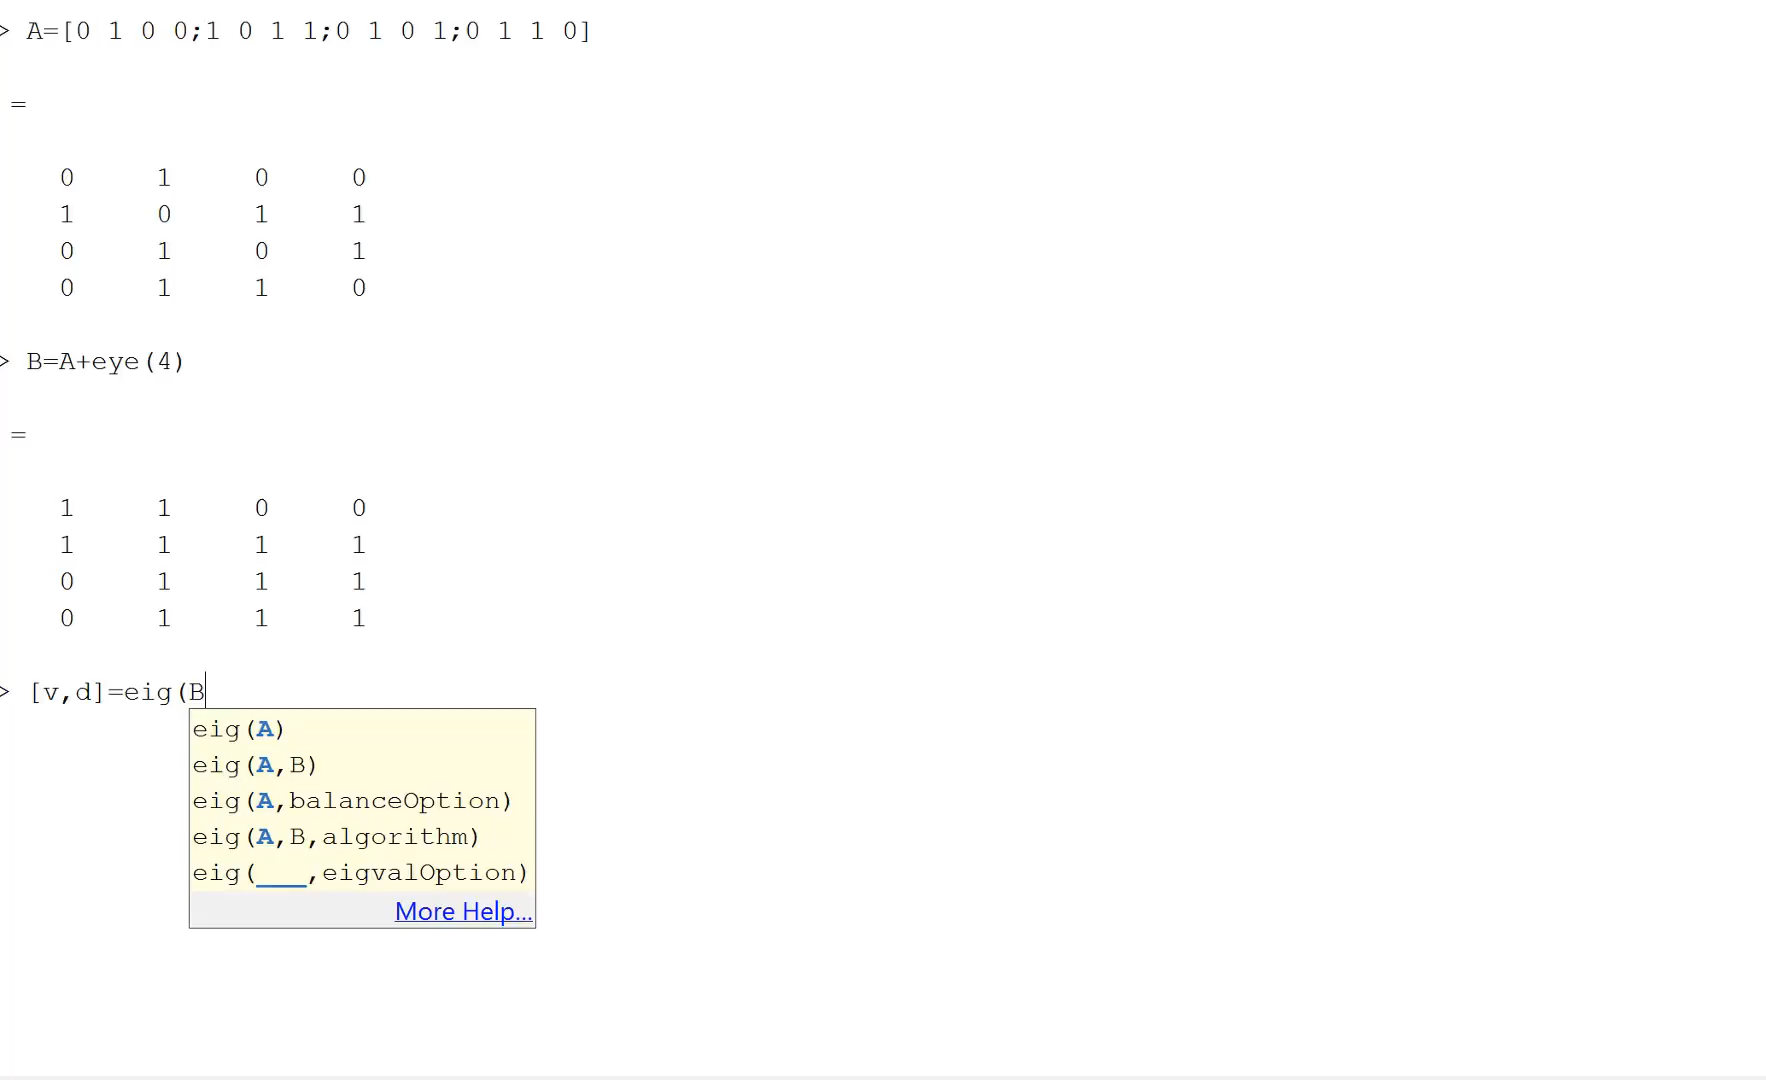 > A=[0 1 0 0;1 0 1 1;0 1 0 1;0 1 1 0]
=
0 1 0 0
1 0 1 1
0 1 0 1
0 1 1 0
> B=A+eye(4)
=
1 1 0 0
1 1 1 1
0 1 1 1
0 1 1 1
> [v,d]=eig(B
eig(A)
eig(A,B)
eig(A,balanceOption)
eig(A,B,algorithm)
eig(___,eigvalOption)
More Help...